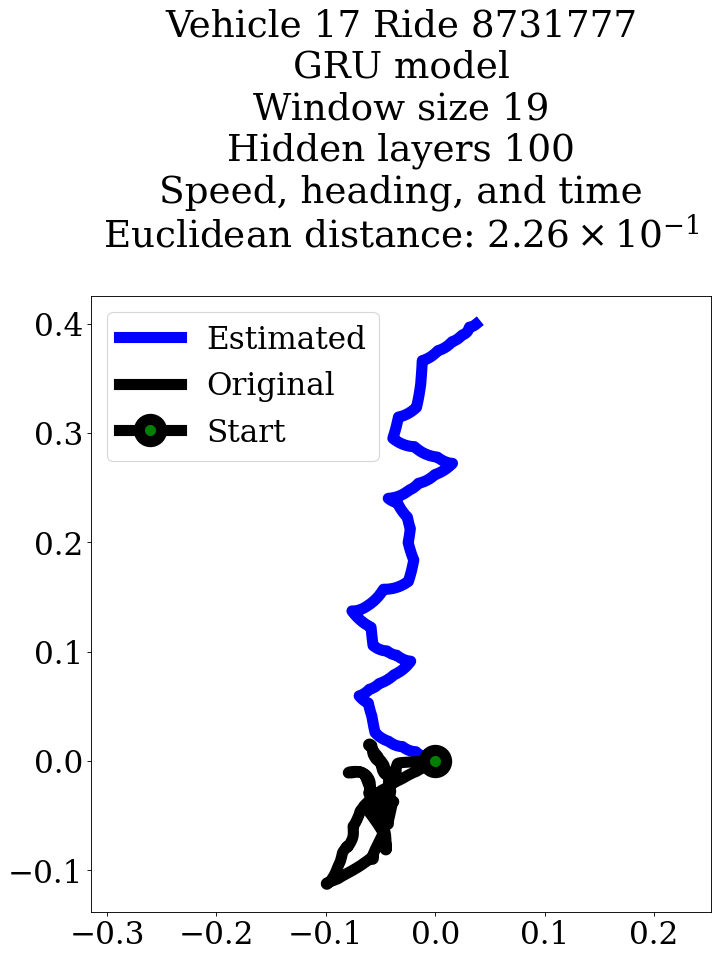 Vehicle 17 Ride 8731777
GRU model
Window size 19
Hidden layers 100
Speed, heading, and time
Euclidean distance: 2.26 × 10⁻¹
Estimated
Original
Start
0.4
0.3
0.2
0.1
0.0
−0.1
−0.3 −0.2 −0.1 0.0 0.1 0.2